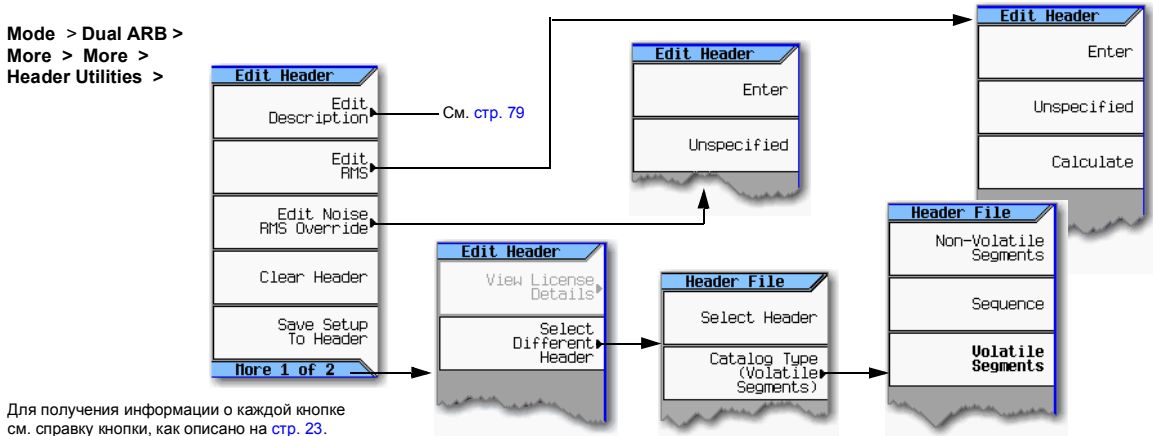 Mode > Dual ARB >
More > More >
Header Utilities >
Edit Header
Edit
Description
Edit
RMS
Edit Noise
RMS Override
Clear Header
Save Setup
To Header
More 1 of 2
См. стр. 79
Edit Header
Enter
Unspecified
Edit Header
Enter
Unspecified
Calculate
Edit Header
View License
Details
Select
Different
Header
Header File
Select Header
Catalog Type
(Volatile
Segments)
Header File
Non-Volatile
Segments
Sequence
Volatile
Segments
Для получения информации о каждой кнопке
см. справку кнопки, как описано на стр. 23.